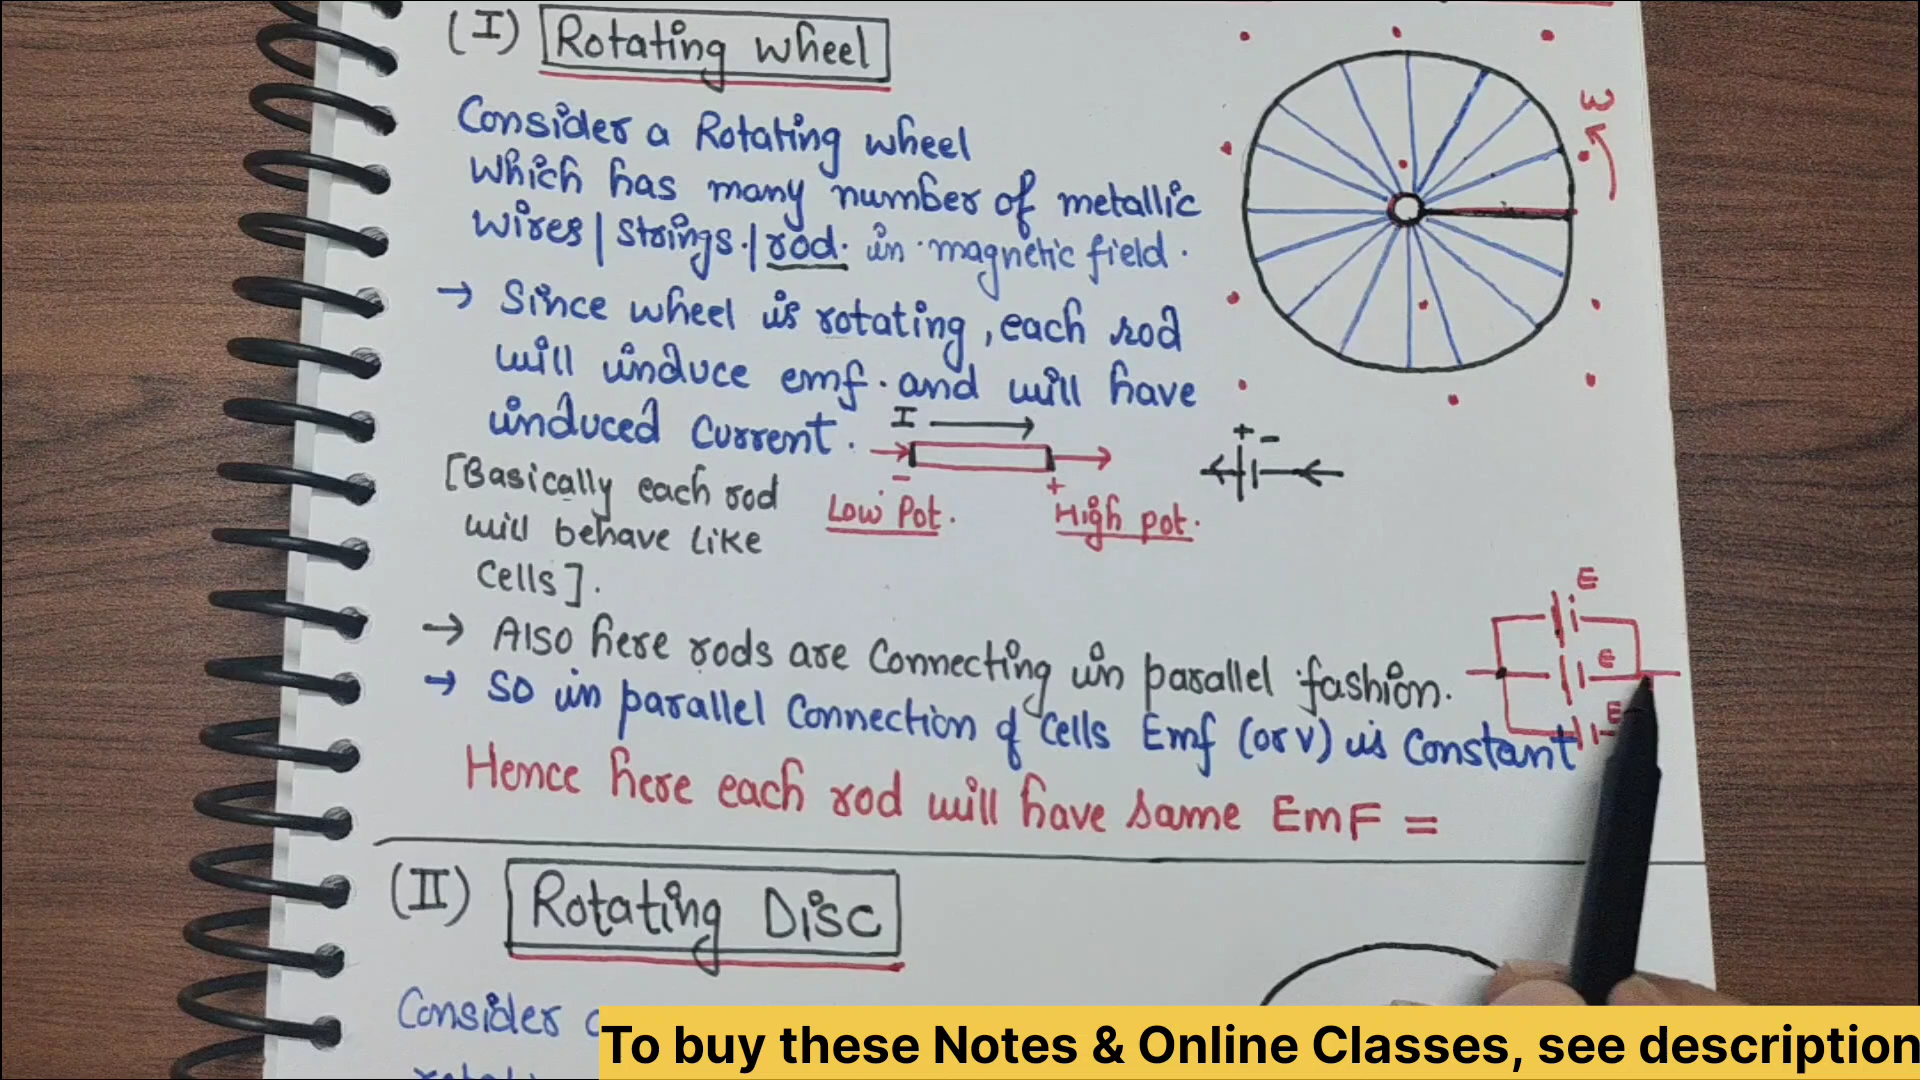 (I) Rotating wheel
Consider a Rotating wheel
which has many number of metallic
wires | strings. | rod. in magnetic field.
→ Since wheel is rotating, each rod
will induce emf. and will have
induced current.
I
- +
Low Pot. High pot.
+ -
[Basically each rod
will behave like
cells].
→ Also here rods are connecting in parallel fashion.
→ So in parallel connection of cells Emf (or V) is constant
Hence here each rod will have same EMF =
ω
E
E
E
(II) Rotating Disc
Consider
To buy these Notes & Online Classes, see description